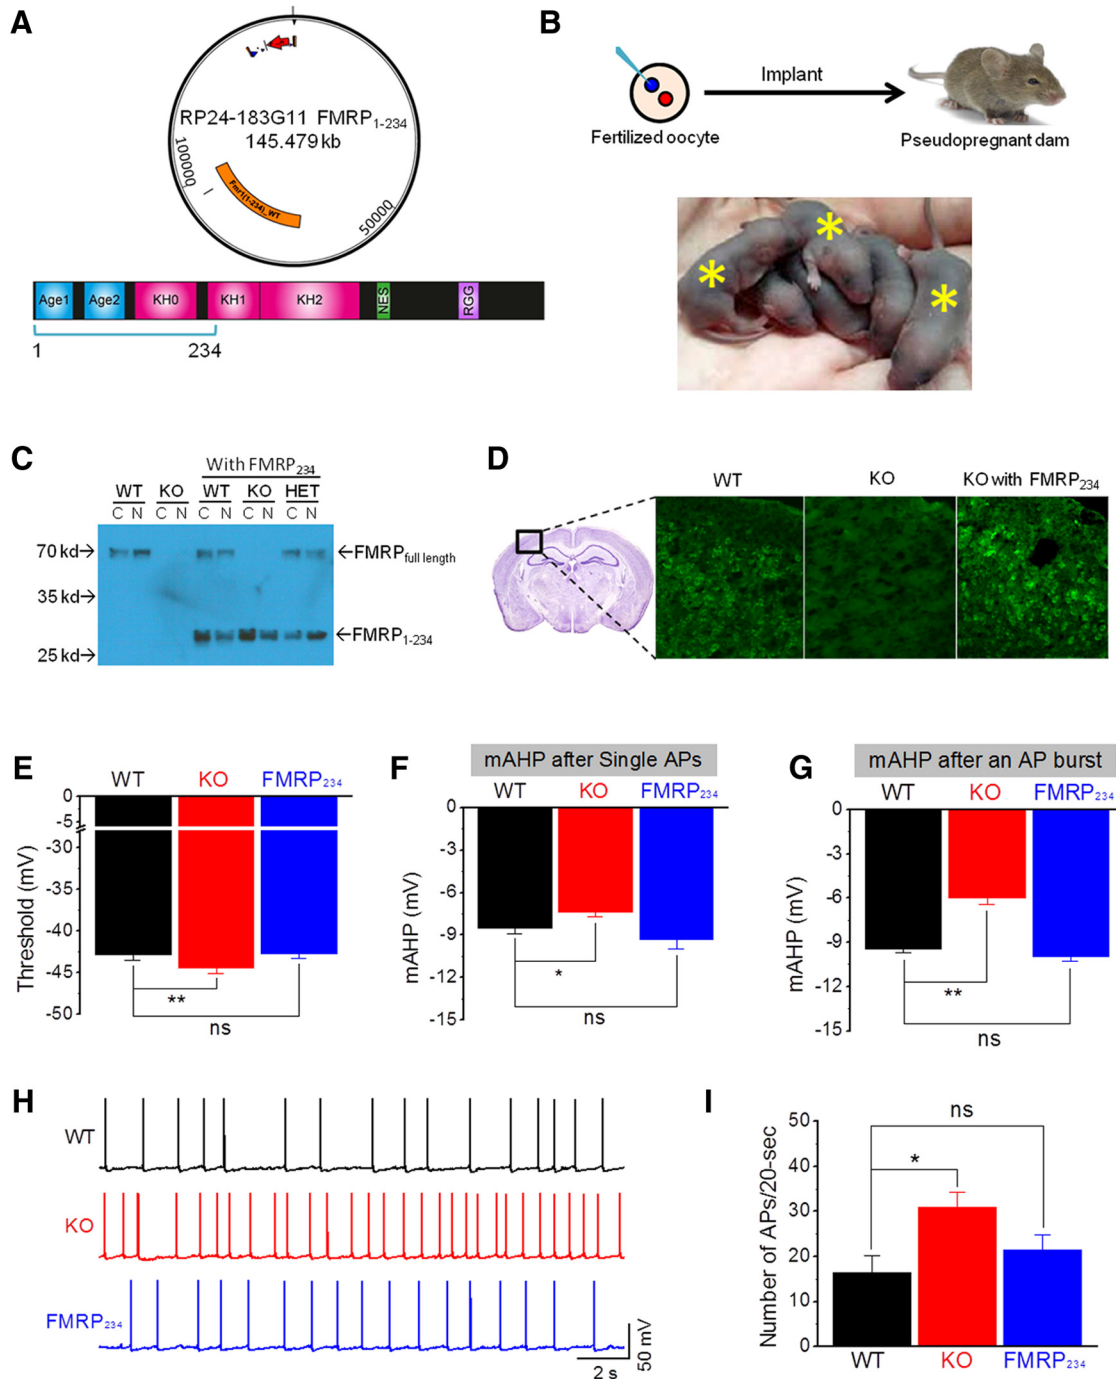 A
RP24-183G11 FMRP1-234
145.479 kb
100000
50000
Fmr1(1-234)_WT
Age1 Age2 KH0 KH1 KH2 NES RGG
1 234
B
Implant
Fertilized oocyte
Pseudopregnant dam
* * *
C
With FMRP234
WT KO WT KO HET
C N C N C N C N C N
70 kd→ ←FMRPfull length
35 kd→
←FMRP1-234
25 kd→
D
WT KO KO with FMRP234
E
WT KO FMRP234
Threshold (mV)
0
-5
-30
-35
-40
-45
-50
**
ns
F
mAHP after Single APs
WT KO FMRP234
mAHP (mV)
0
-3
-6
-9
-12
-15
*
ns
G
mAHP after an AP burst
WT KO FMRP234
mAHP (mV)
0
-3
-6
-9
-12
-15
**
ns
H
WT
KO
FMRP234
50 mV
2 s
I
Number of APs/20-sec
50
40
30
20
10
0
ns
*
WT KO FMRP234